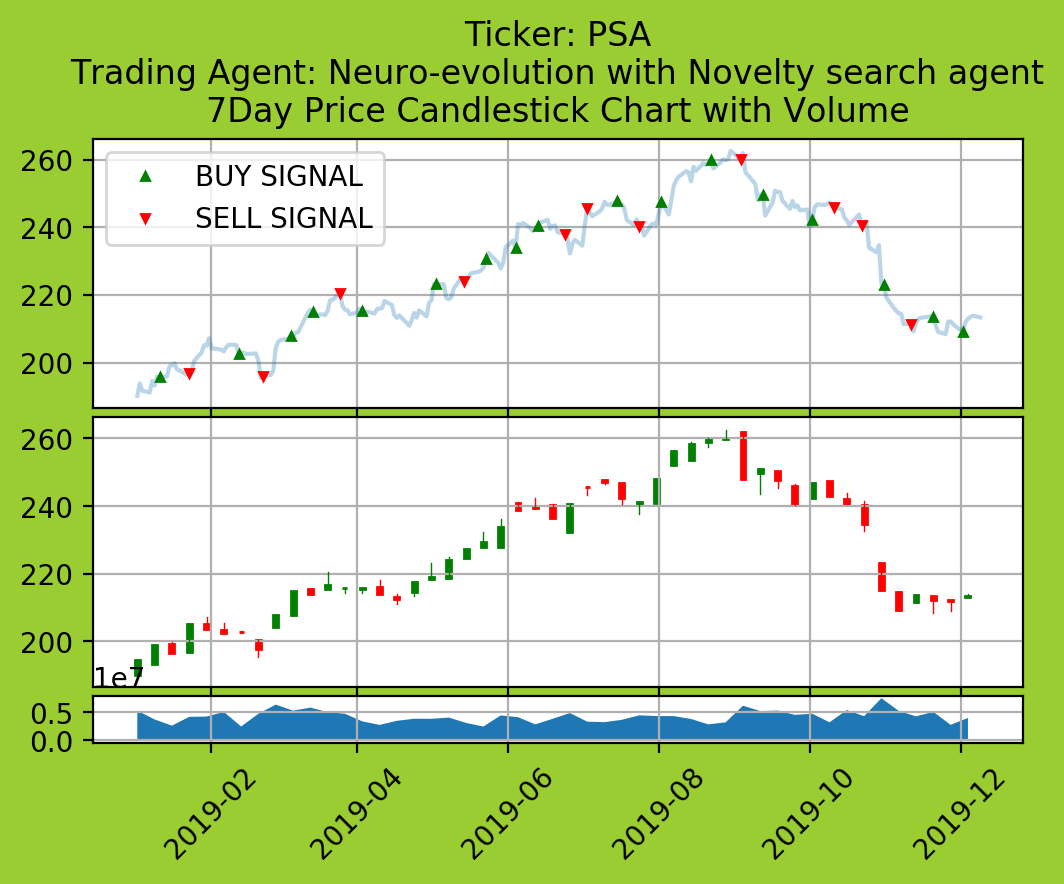 Ticker: PSA
Trading Agent: Neuro-evolution with Novelty search agent
7Day Price Candlestick Chart with Volume
260
240
220
200
BUY SIGNAL
SELL SIGNAL
260
240
220
200
1e7
0.5
0.0
2019-02
2019-04
2019-06
2019-08
2019-10
2019-12